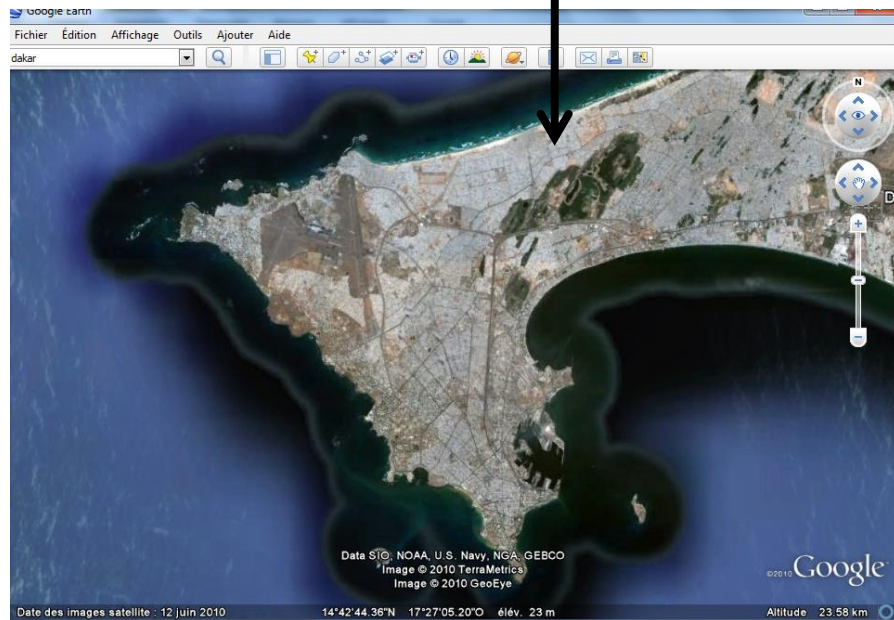 Google Earth
Fichier Édition Affichage Outils Ajouter Aide
dakar
N
D
Data SIO, NOAA, U.S. Navy, NGA, GEBCO
Image © 2010 TerraMetrics
Image © 2010 GeoEye
©2010 Google
Date des images satellite : 12 juin 2010 14°42'44.36"N 17°27'05.20"O élév. 23 m Altitude 23.58 km